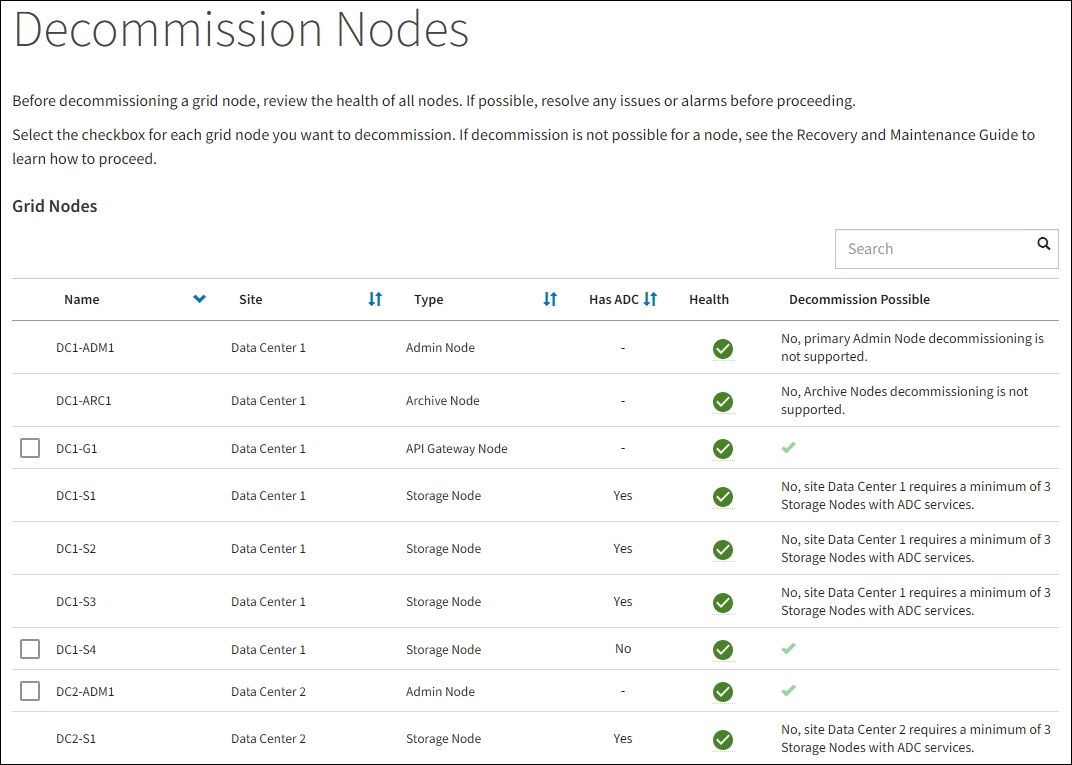 Decommission Nodes
Before decommissioning a grid node, review the health of all nodes. If possible, resolve any issues or alarms before proceeding.
Select the checkbox for each grid node you want to decommission. If decommission is not possible for a node, see the Recovery and Maintenance Guide to
learn how to proceed.
Grid Nodes
Search
Name Site Type Has ADC Health Decommission Possible
DC1-ADM1 Data Center 1 Admin Node - No, primary Admin Node decommissioning is
not supported.
DC1-ARC1 Data Center 1 Archive Node - No, Archive Nodes decommissioning is not
supported.
DC1-G1 Data Center 1 API Gateway Node -
DC1-S1 Data Center 1 Storage Node Yes No, site Data Center 1 requires a minimum of 3
Storage Nodes with ADC services.
DC1-S2 Data Center 1 Storage Node Yes No, site Data Center 1 requires a minimum of 3
Storage Nodes with ADC services.
DC1-S3 Data Center 1 Storage Node Yes No, site Data Center 1 requires a minimum of 3
Storage Nodes with ADC services.
DC1-S4 Data Center 1 Storage Node No
DC2-ADM1 Data Center 2 Admin Node -
DC2-S1 Data Center 2 Storage Node Yes No, site Data Center 2 requires a minimum of 3
Storage Nodes with ADC services.